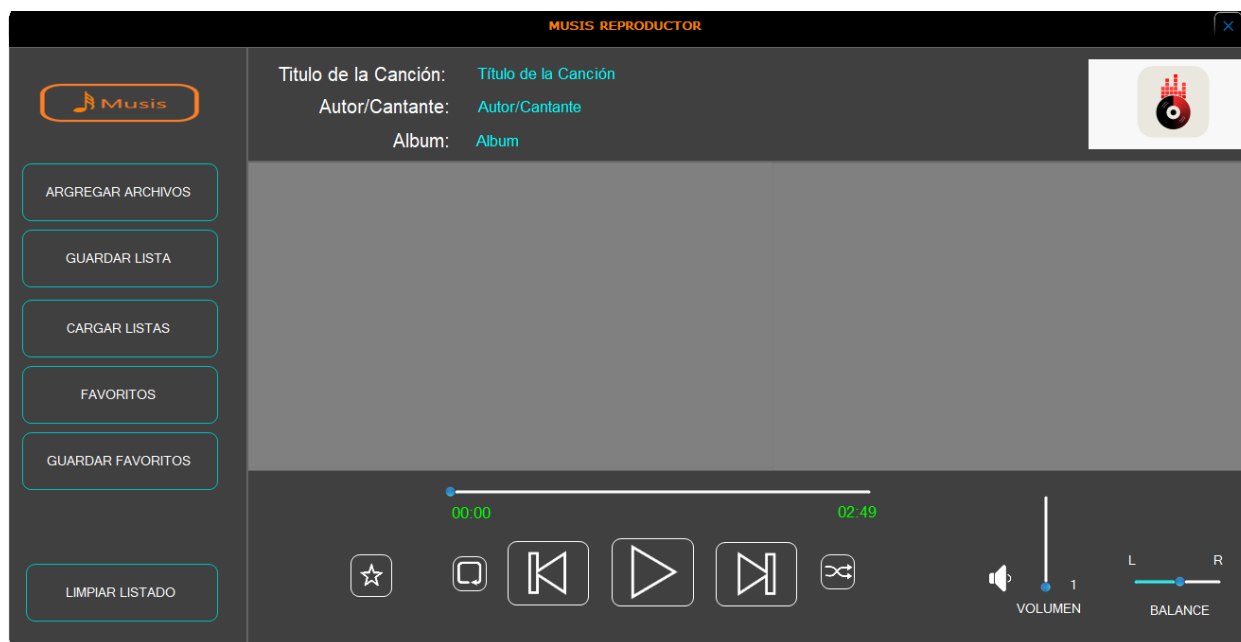 MUSIS REPRODUCTOR
Musis
Titulo de la Canción: Título de la Canción
Autor/Cantante: Autor/Cantante
Album: Album
ARGREGAR ARCHIVOS
GUARDAR LISTA
CARGAR LISTAS
FAVORITOS
GUARDAR FAVORITOS
LIMPIAR LISTADO
00:00 02:49
1
VOLUMEN
L R
BALANCE